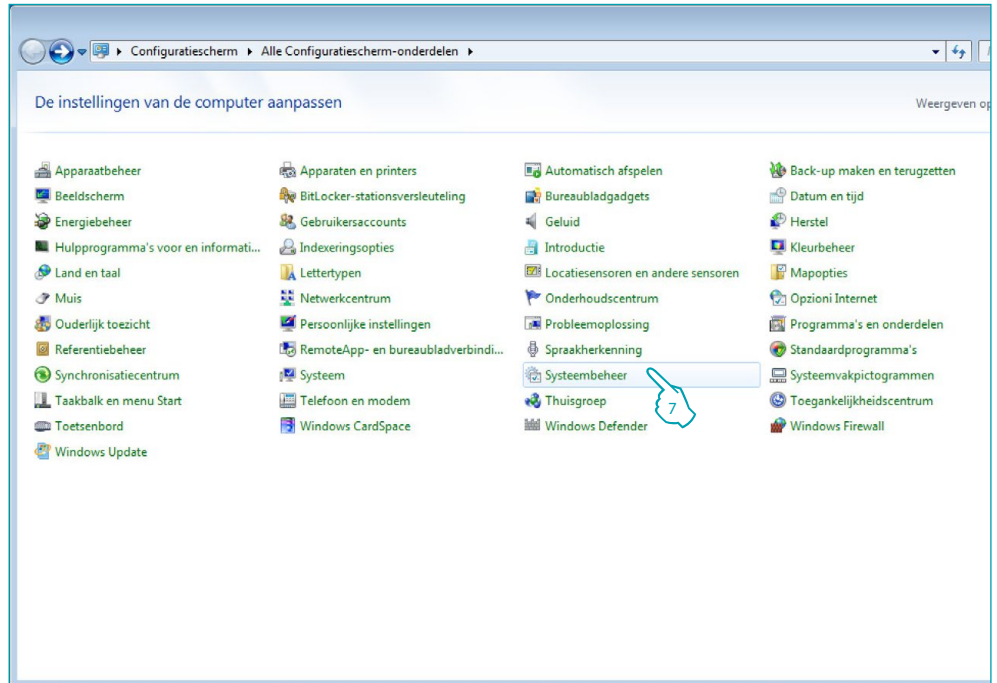 Configuratiescherm ▸ Alle Configuratiescherm-onderdelen ▸
De instellingen van de computer aanpassen
Weergeven op
Apparaatbeheer
Apparaten en printers
Automatisch afspelen
Back-up maken en terugzetten
Beeldscherm
BitLocker-stationsversleuteling
Bureaubladgadgets
Datum en tijd
Energiebeheer
Gebruikersaccounts
Geluid
Herstel
Hulpprogramma's voor en informati...
Indexeringsopties
Introductie
Kleurbeheer
Land en taal
Lettertypen
Locatiesensoren en andere sensoren
Mapopties
Muis
Netwerkcentrum
Onderhoudscentrum
Opzioni Internet
Ouderlijk toezicht
Persoonlijke instellingen
Probleemoplossing
Programma's en onderdelen
Referentiebeheer
RemoteApp- en bureaubladverbindi...
Spraakherkenning
Standaardprogramma's
Synchronisatiecentrum
Systeem
Systeembeheer
Systeemvakpictogrammen
Taakbalk en menu Start
Telefoon en modem
Thuisgroep
7
Toegankelijkheidscentrum
Toetsenbord
Windows CardSpace
Windows Defender
Windows Firewall
Windows Update